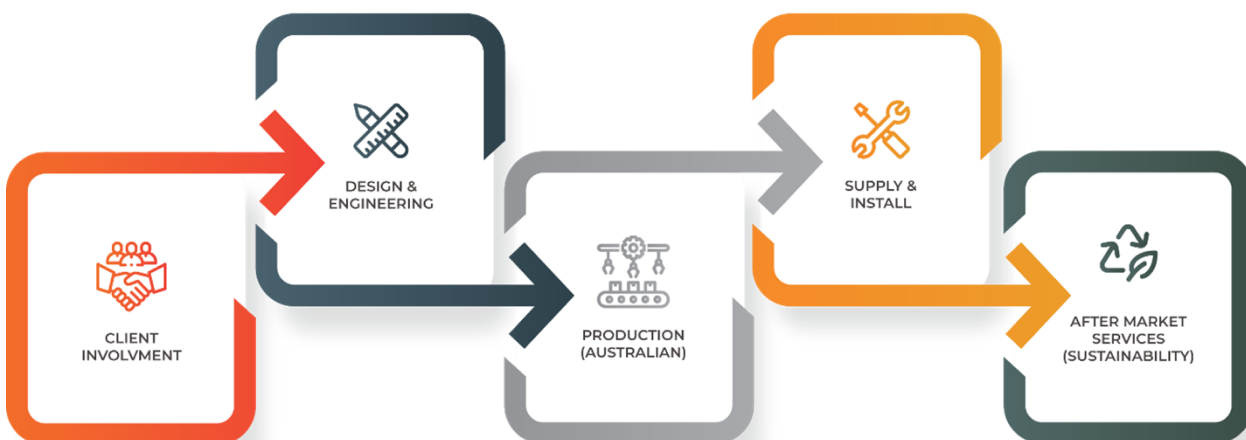 CLIENT
INVOLVMENT
DESIGN &
ENGINEERING
PRODUCTION
(AUSTRALIAN)
SUPPLY &
INSTALL
AFTER MARKET
SERVICES
(SUSTAINABILITY)